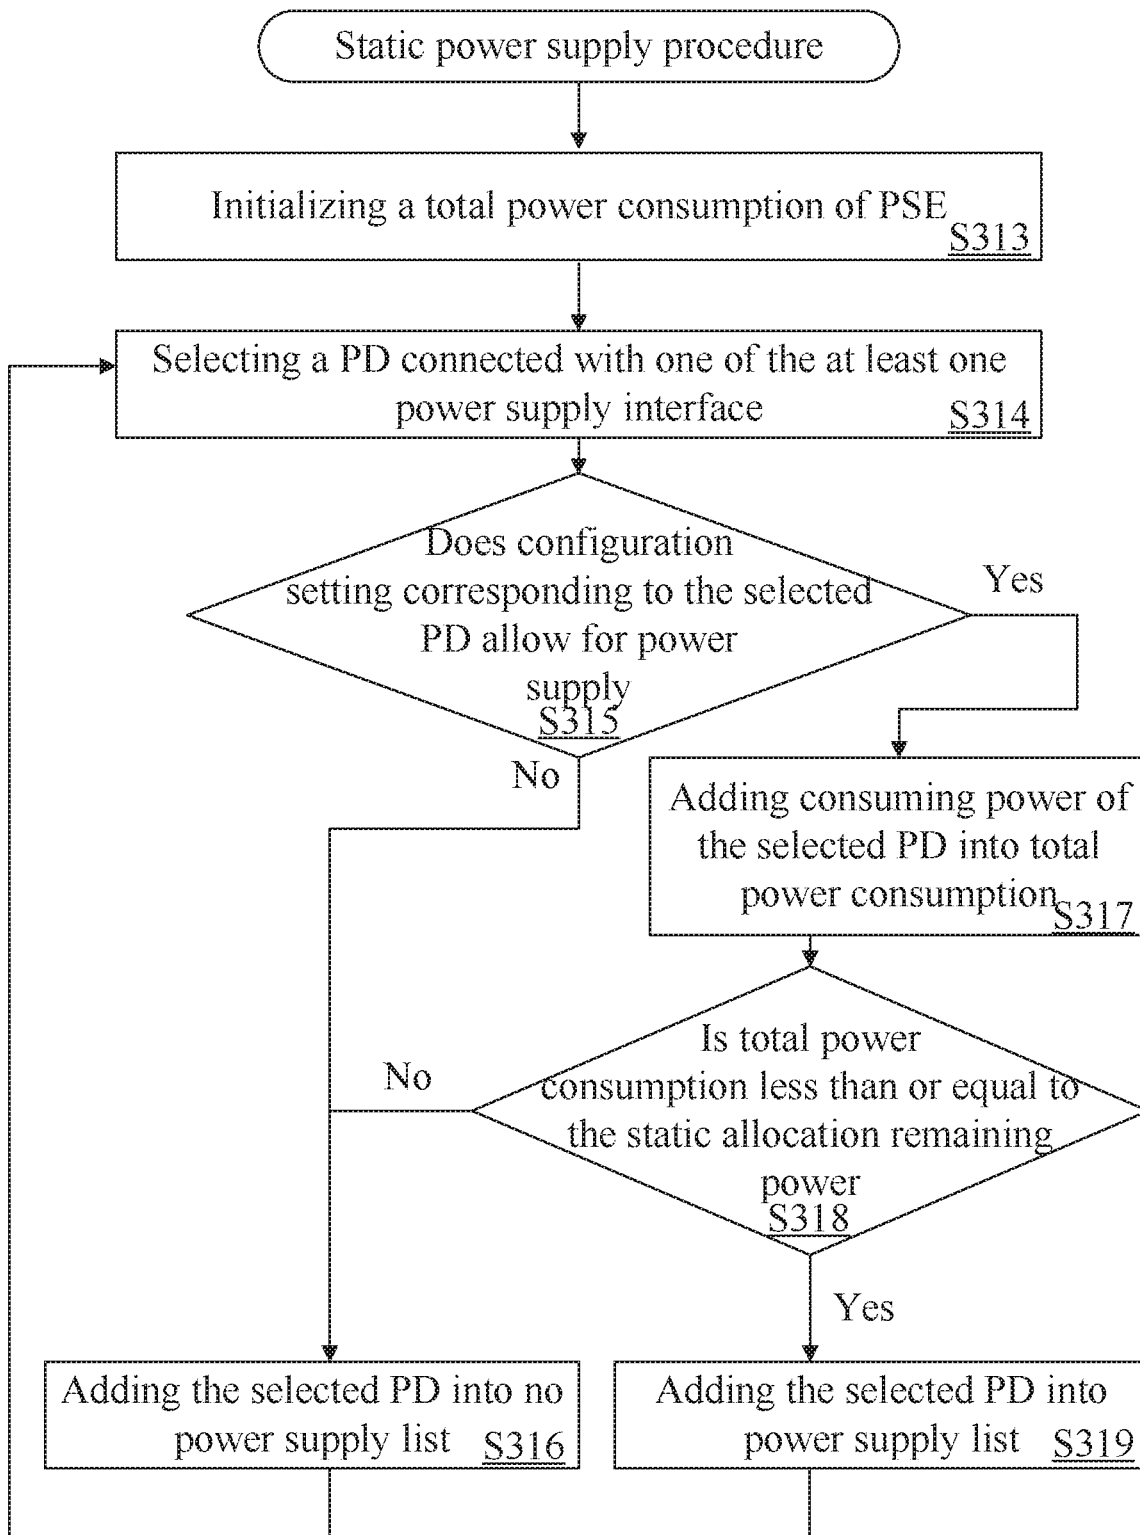 Static power supply procedure
Initializing a total power consumption of PSE
S313
Selecting a PD connected with one of the at least one
power supply interface
S314
Does configuration
setting corresponding to the selected
PD allow for power
supply
S315
Yes
No
Adding consuming power of
the selected PD into total
power consumption
S317
Is total power
consumption less than or equal to
the static allocation remaining
power
S318
No
Yes
Adding the selected PD into no
power supply list
S316
Adding the selected PD into
power supply list
S319